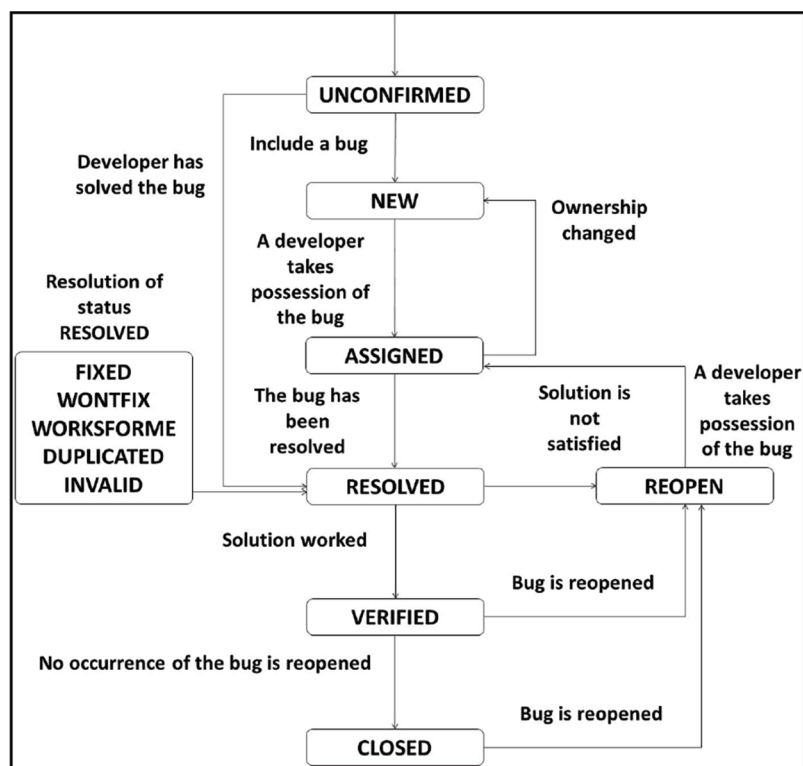 UNCONFIRMED
Include a bug
Developer has
solved the bug
NEW
Ownership
changed
A developer
takes
possession of
the bug
Resolution of
status
RESOLVED
FIXED
WONTFIX
WORKSFORME
DUPLICATED
INVALID
ASSIGNED
The bug has
been
resolved
Solution is
not
satisfied
A developer
takes
possession
of the bug
RESOLVED
REOPEN
Solution worked
Bug is reopened
VERIFIED
No occurrence of the bug is reopened
Bug is reopened
CLOSED